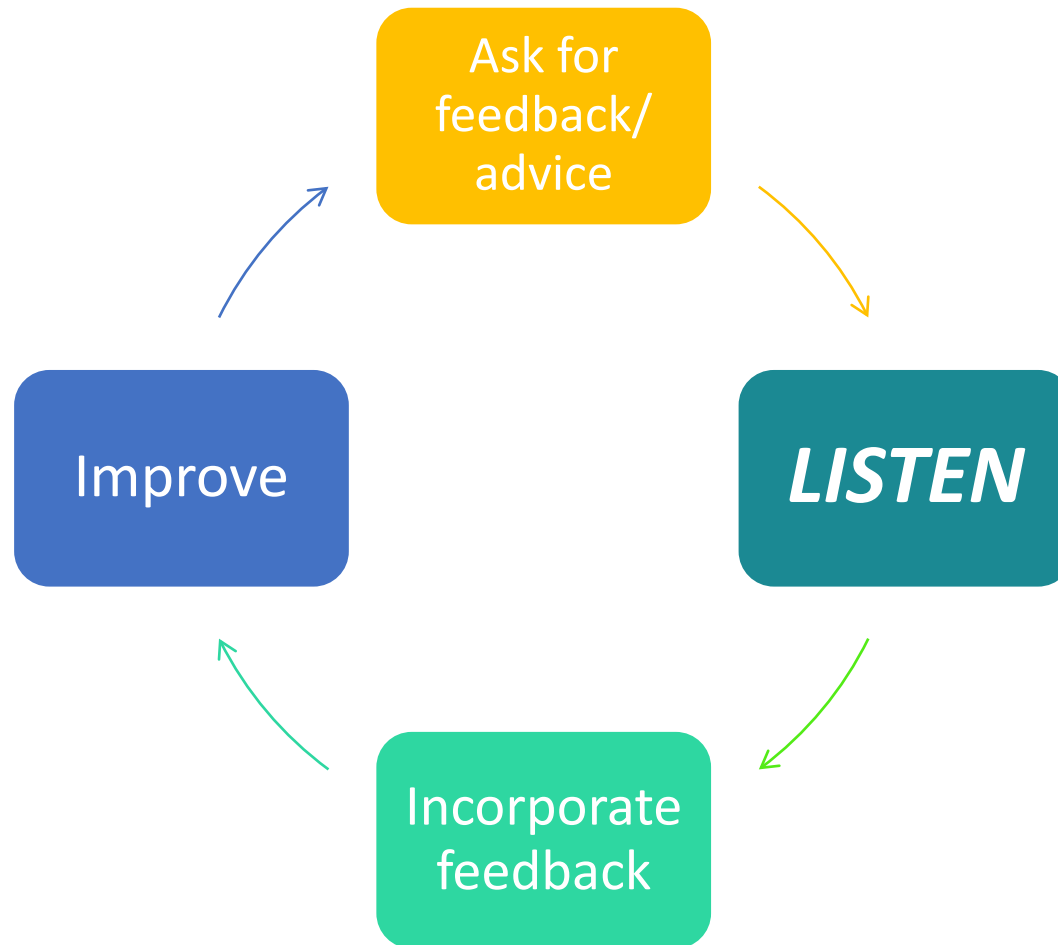 Ask for
feedback/
advice
LISTEN
Incorporate
feedback
Improve